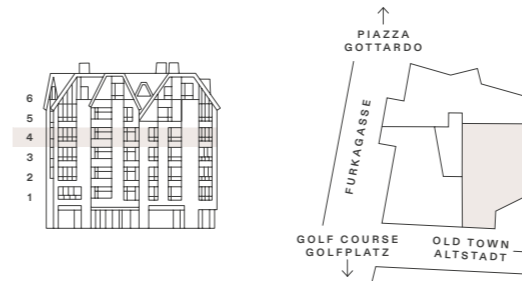 6
5
4
3
2
1
PIAZZA
GOTTARDO
FURKAGASSE
GOLF COURSE
GOLFPLATZ
OLD TOWN
ALTSTADT